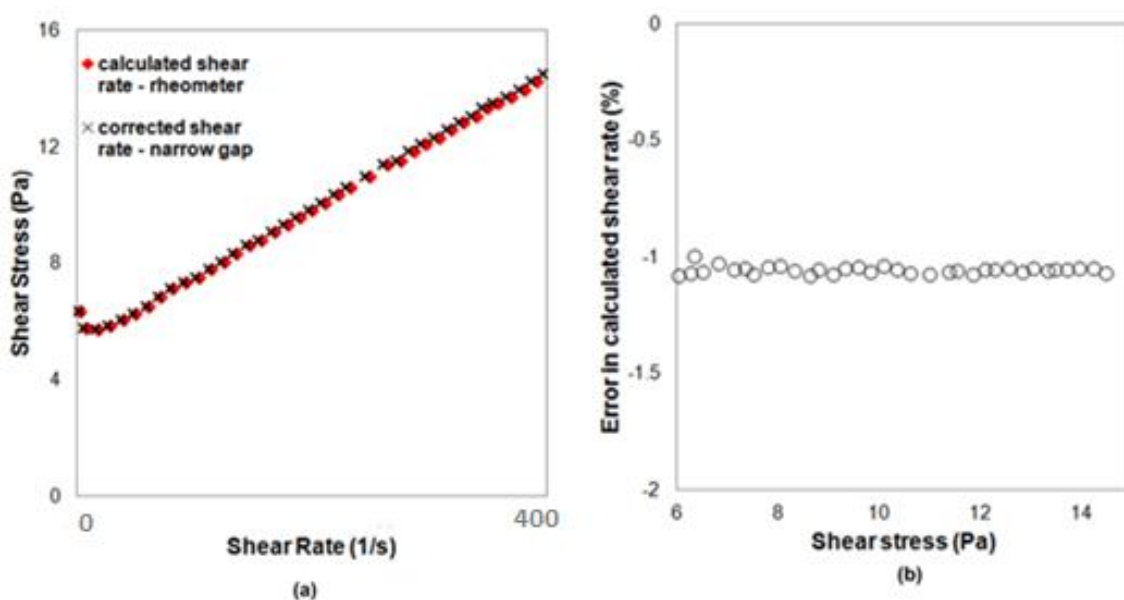 16
12
8
4
0
0
400
Shear Stress (Pa)
Shear Rate (1/s)
calculated shear
rate - rheometer
corrected shear
rate - narrow gap
(a)
0
-0.5
-1
-1.5
-2
6
8
10
12
14
Error in calculated shear rate (%)
Shear stress (Pa)
(b)